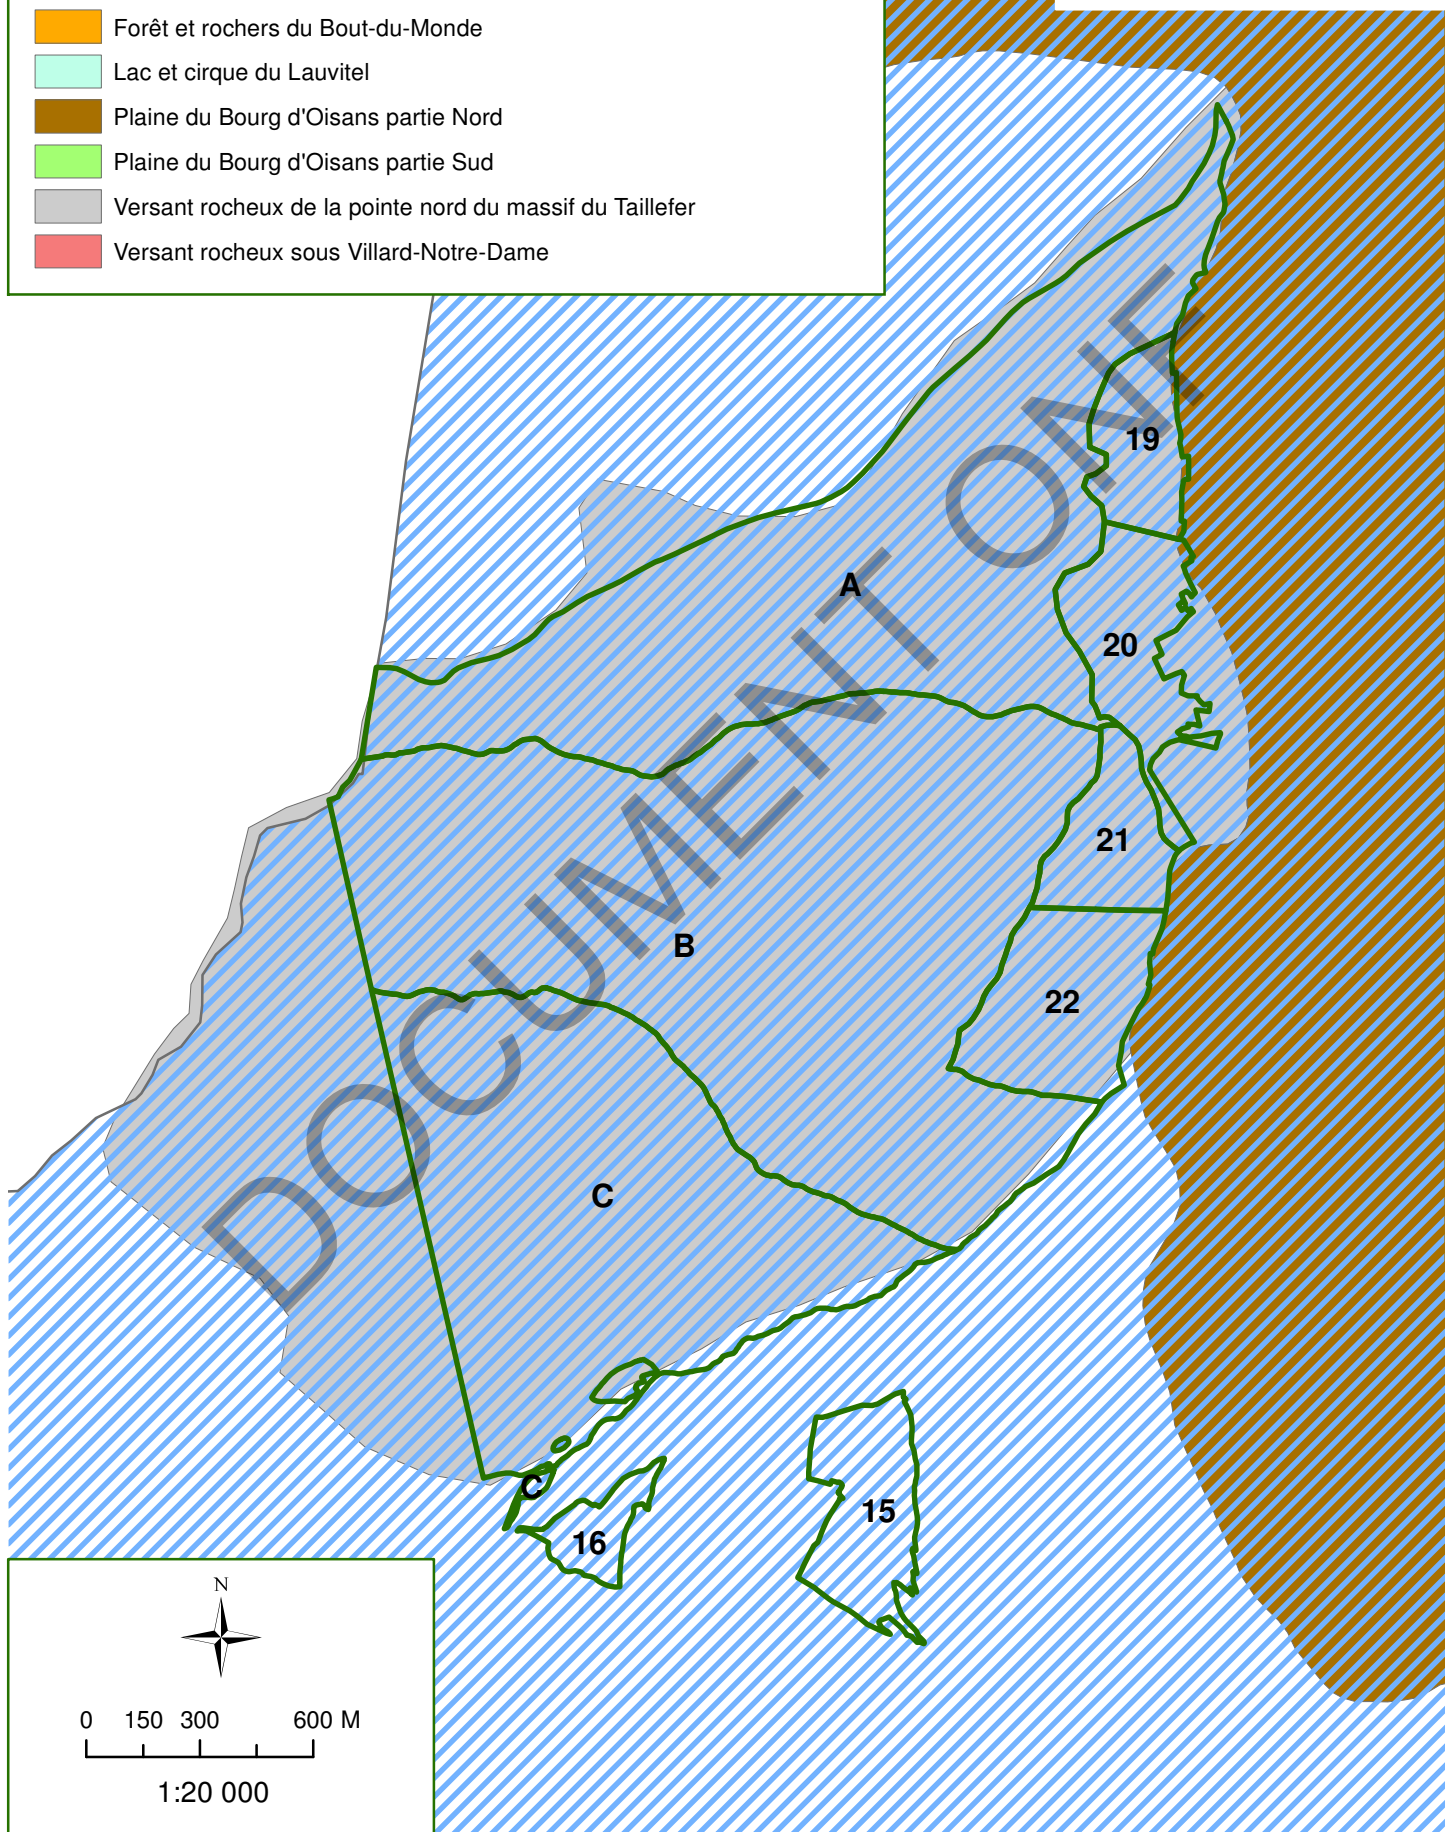 Forêt et rochers du Bout-du-Monde
Lac et cirque du Lauvitel
Plaine du Bourg d'Oisans partie Nord
Plaine du Bourg d'Oisans partie Sud
Versant rocheux de la pointe nord du massif du Taillefer
Versant rocheux sous Villard-Notre-Dame
19
A
20
21
B
22
C
C
15
16
DOCUMENT ONF
N
0 150 300 600 M
1:20 000